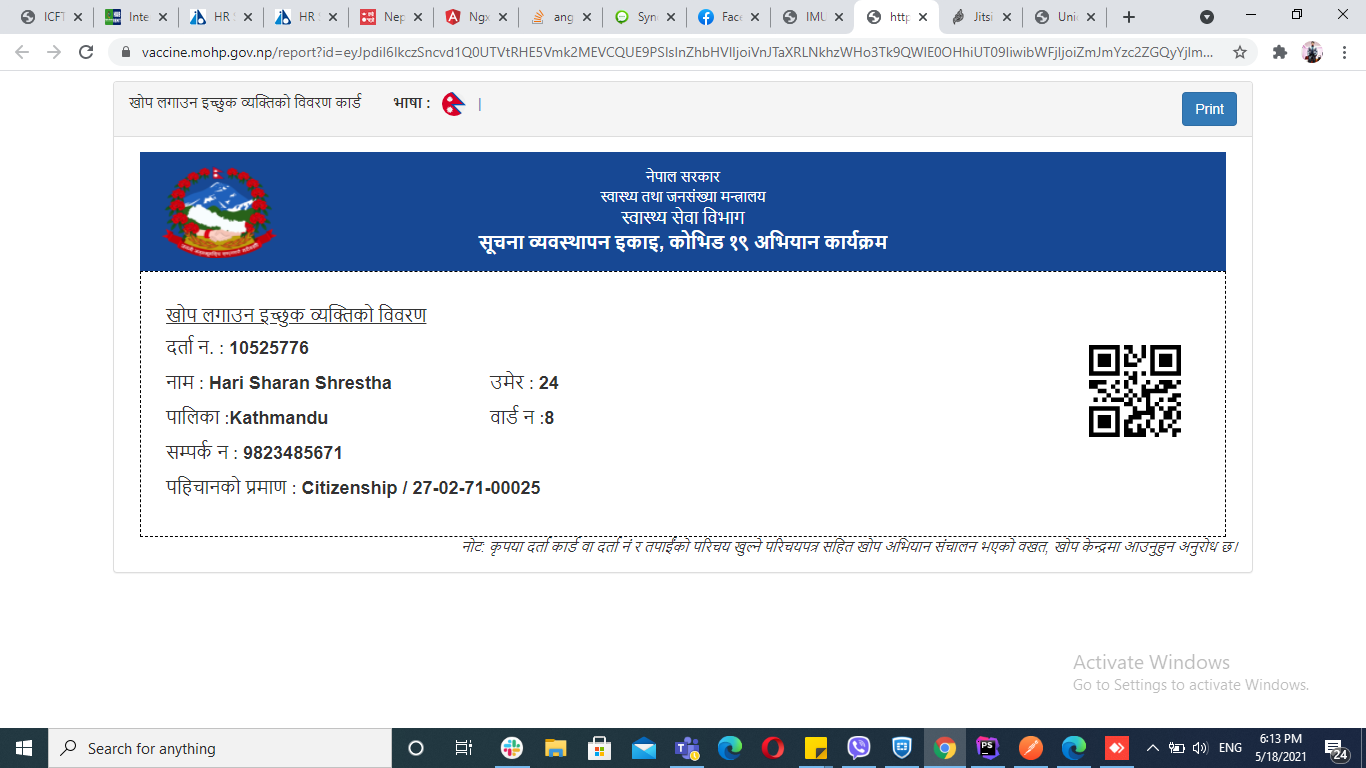 ICFT
Inte
HR
HR
Nep
Ngx
ang
Syn
Face
IMU
http
Jitsi
Uni
vaccine.mohp.gov.np/report?id=
खोप लगाउन इच्छुक व्यक्तिको विवरण कार्ड भाषा : |
Print
नेपाल सरकार
स्वास्थ्य तथा जनसंख्या मन्त्रालय
स्वास्थ्य सेवा विभाग
सूचना व्यवस्थापन इकाइ, कोभिड १९ अभियान कार्यक्रम
खोप लगाउन इच्छुक व्यक्तिको विवरण
दर्ता न. : 10525776
नाम : Hari Sharan Shrestha उमेर : 24
पालिका :Kathmandu वार्ड न :8
सम्पर्क न : 9823485671
पहिचानको प्रमाण : Citizenship / 27-02-71-00025
नोट: कृपया दर्ता कार्ड वा दर्ता नं र तपाईंको परिचय खुल्ने परिचयपत्र सहित खोप अभियान संचालन भएको वखत, खोप केन्द्रमा आउनुहुन अनुरोध छ।
Activate Windows
Go to Settings to activate Windows.
Search for anything
PS
ENG
6:13 PM
5/18/2021
24